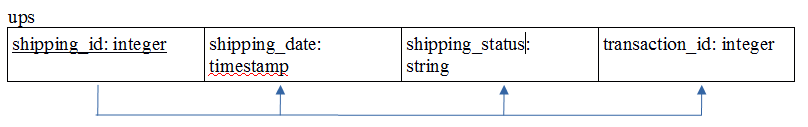 ups
shipping_id: integer
shipping_date:
timestamp
shipping_status:
string
transaction_id: integer